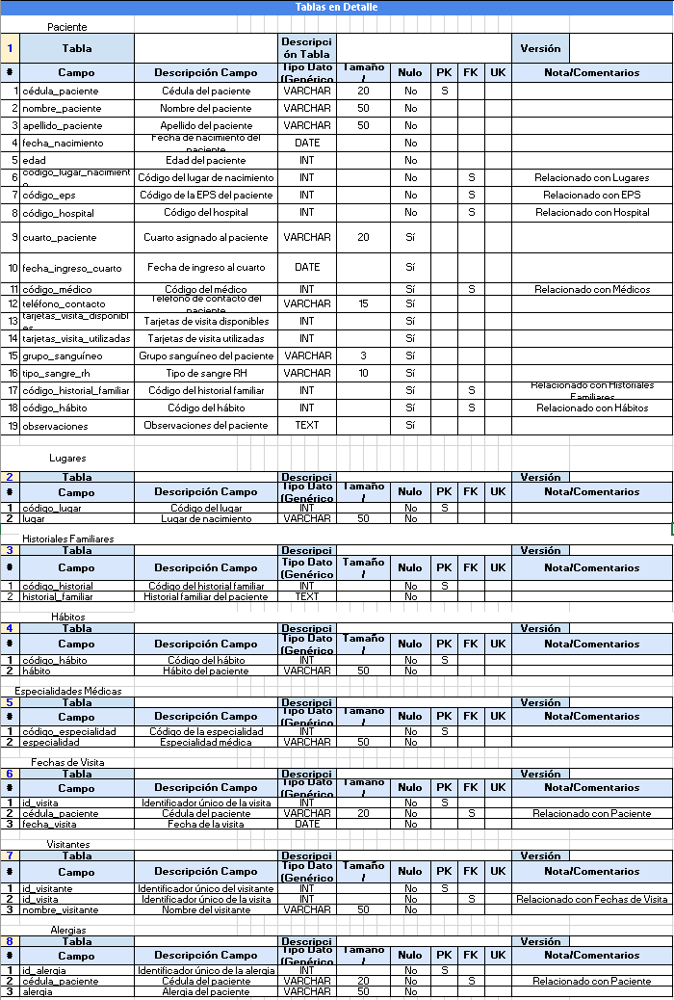 Tablas en Detalle
Paciente
1 Tabla Descripci ón Tabla Versión
# Campo Descripción Campo Tipo Dato (Genérico Tamaño / Nulo PK FK UK Nota/Comentarios
1 cédula_paciente Cédula del paciente VARCHAR 20 No S
2 nombre_paciente Nombre del paciente VARCHAR 50 No
3 apellido_paciente Apellido del paciente VARCHAR 50 No
4 fecha_nacimiento Fecha de nacimiento del paciente DATE No
5 edad Edad del paciente INT No
6 código_lugar_nacimient o Código del lugar de nacimiento INT No S Relacionado con Lugares
7 código_eps Código de la EPS del paciente INT No S Relacionado con EPS
8 código_hospital Código del hospital INT No S Relacionado con Hospital
9 cuarto_paciente Cuarto asignado al paciente VARCHAR 20 Sí
10 fecha_ingreso_cuarto Fecha de ingreso al cuarto DATE Sí
11 código_médico Código del médico INT Sí S Relacionado con Médicos
12 teléfono_contacto Teléfono de contacto del paciente VARCHAR 15 Sí
13 tarjetas_visita_disponibl es Tarjetas de visita disponibles INT Sí
14 tarjetas_visita_utilizadas Tarjetas de visita utilizadas INT Sí
15 grupo_sanguíneo Grupo sanguíneo del paciente VARCHAR 3 Sí
16 tipo_sangre_rh Tipo de sangre RH VARCHAR 10 Sí
17 código_historial_familiar Código del historial familiar INT Sí S Relacionado con Historiales Familiares
18 código_hábito Código del hábito INT Sí S Relacionado con Hábitos
19 observaciones Observaciones del paciente TEXT Sí
Lugares
2 Tabla Descripci Versión
# Campo Descripción Campo Tipo Dato (Genérico Tamaño / Nulo PK FK UK Nota/Comentarios
1 código_lugar Código del lugar INT No S
2 lugar Lugar de nacimiento VARCHAR 50 No
Historiales Familiares
3 Tabla Descripci Versión
# Campo Descripción Campo Tipo Dato (Genérico Tamaño / Nulo PK FK UK Nota/Comentarios
1 código_historial Código del historial familiar INT No S
2 historial_familiar Historial familiar del paciente TEXT No
Hábitos
4 Tabla Descripci Versión
# Campo Descripción Campo Tipo Dato (Genérico Tamaño / Nulo PK FK UK Nota/Comentarios
1 código_hábito Código del hábito INT No S
2 hábito Hábito del paciente VARCHAR 50 No
Especialidades Médicas
5 Tabla Descripci Versión
# Campo Descripción Campo Tipo Dato (Genérico Tamaño / Nulo PK FK UK Nota/Comentarios
1 código_especialidad Código de la especialidad INT No S
2 especialidad Especialidad médica VARCHAR 50 No
Fechas de Visita
6 Tabla Descripci Versión
# Campo Descripción Campo Tipo Dato (Genérico Tamaño / Nulo PK FK UK Nota/Comentarios
1 id_visita Identificador único de la visita INT No S
2 cédula_paciente Cédula del paciente VARCHAR 20 No S Relacionado con Paciente
3 fecha_visita Fecha de la visita DATE No
Visitantes
7 Tabla Descripci Versión
# Campo Descripción Campo Tipo Dato (Genérico Tamaño / Nulo PK FK UK Nota/Comentarios
1 id_visitante Identificador único del visitante INT No S
2 id_visita Identificador único de la visita INT No S Relacionado con Fechas de Visita
3 nombre_visitante Nombre del visitante VARCHAR 50 No
Alergias
8 Tabla Descripci Versión
# Campo Descripción Campo Tipo Dato (Genérico Tamaño / Nulo PK FK UK Nota/Comentarios
1 id_alergia Identificador único de la alergia INT No S
2 cédula_paciente Cédula del paciente VARCHAR 20 No S Relacionado con Paciente
3 alergia Alergia del paciente VARCHAR 50 No